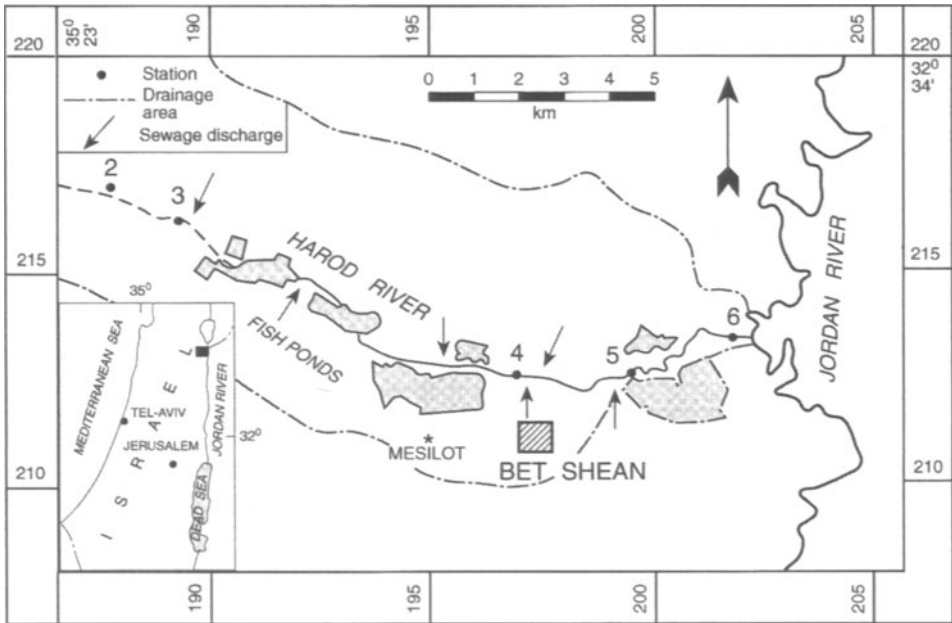 220
35°
23'
190
195
200
205
220
32°
34'
Station
Drainage
area
Sewage discharge
0 1 2 3 4 5
km
2
3
215
215
HAROD RIVER
FISH PONDS
4
5
6
JORDAN RIVER
MESILOT
BET SHEAN
210
210
35°
MEDITERRANEAN SEA
ISRAEL
TEL-AVIV
JERUSALEM
JORDAN RIVER
32°
DEAD SEA
190
195
200
205